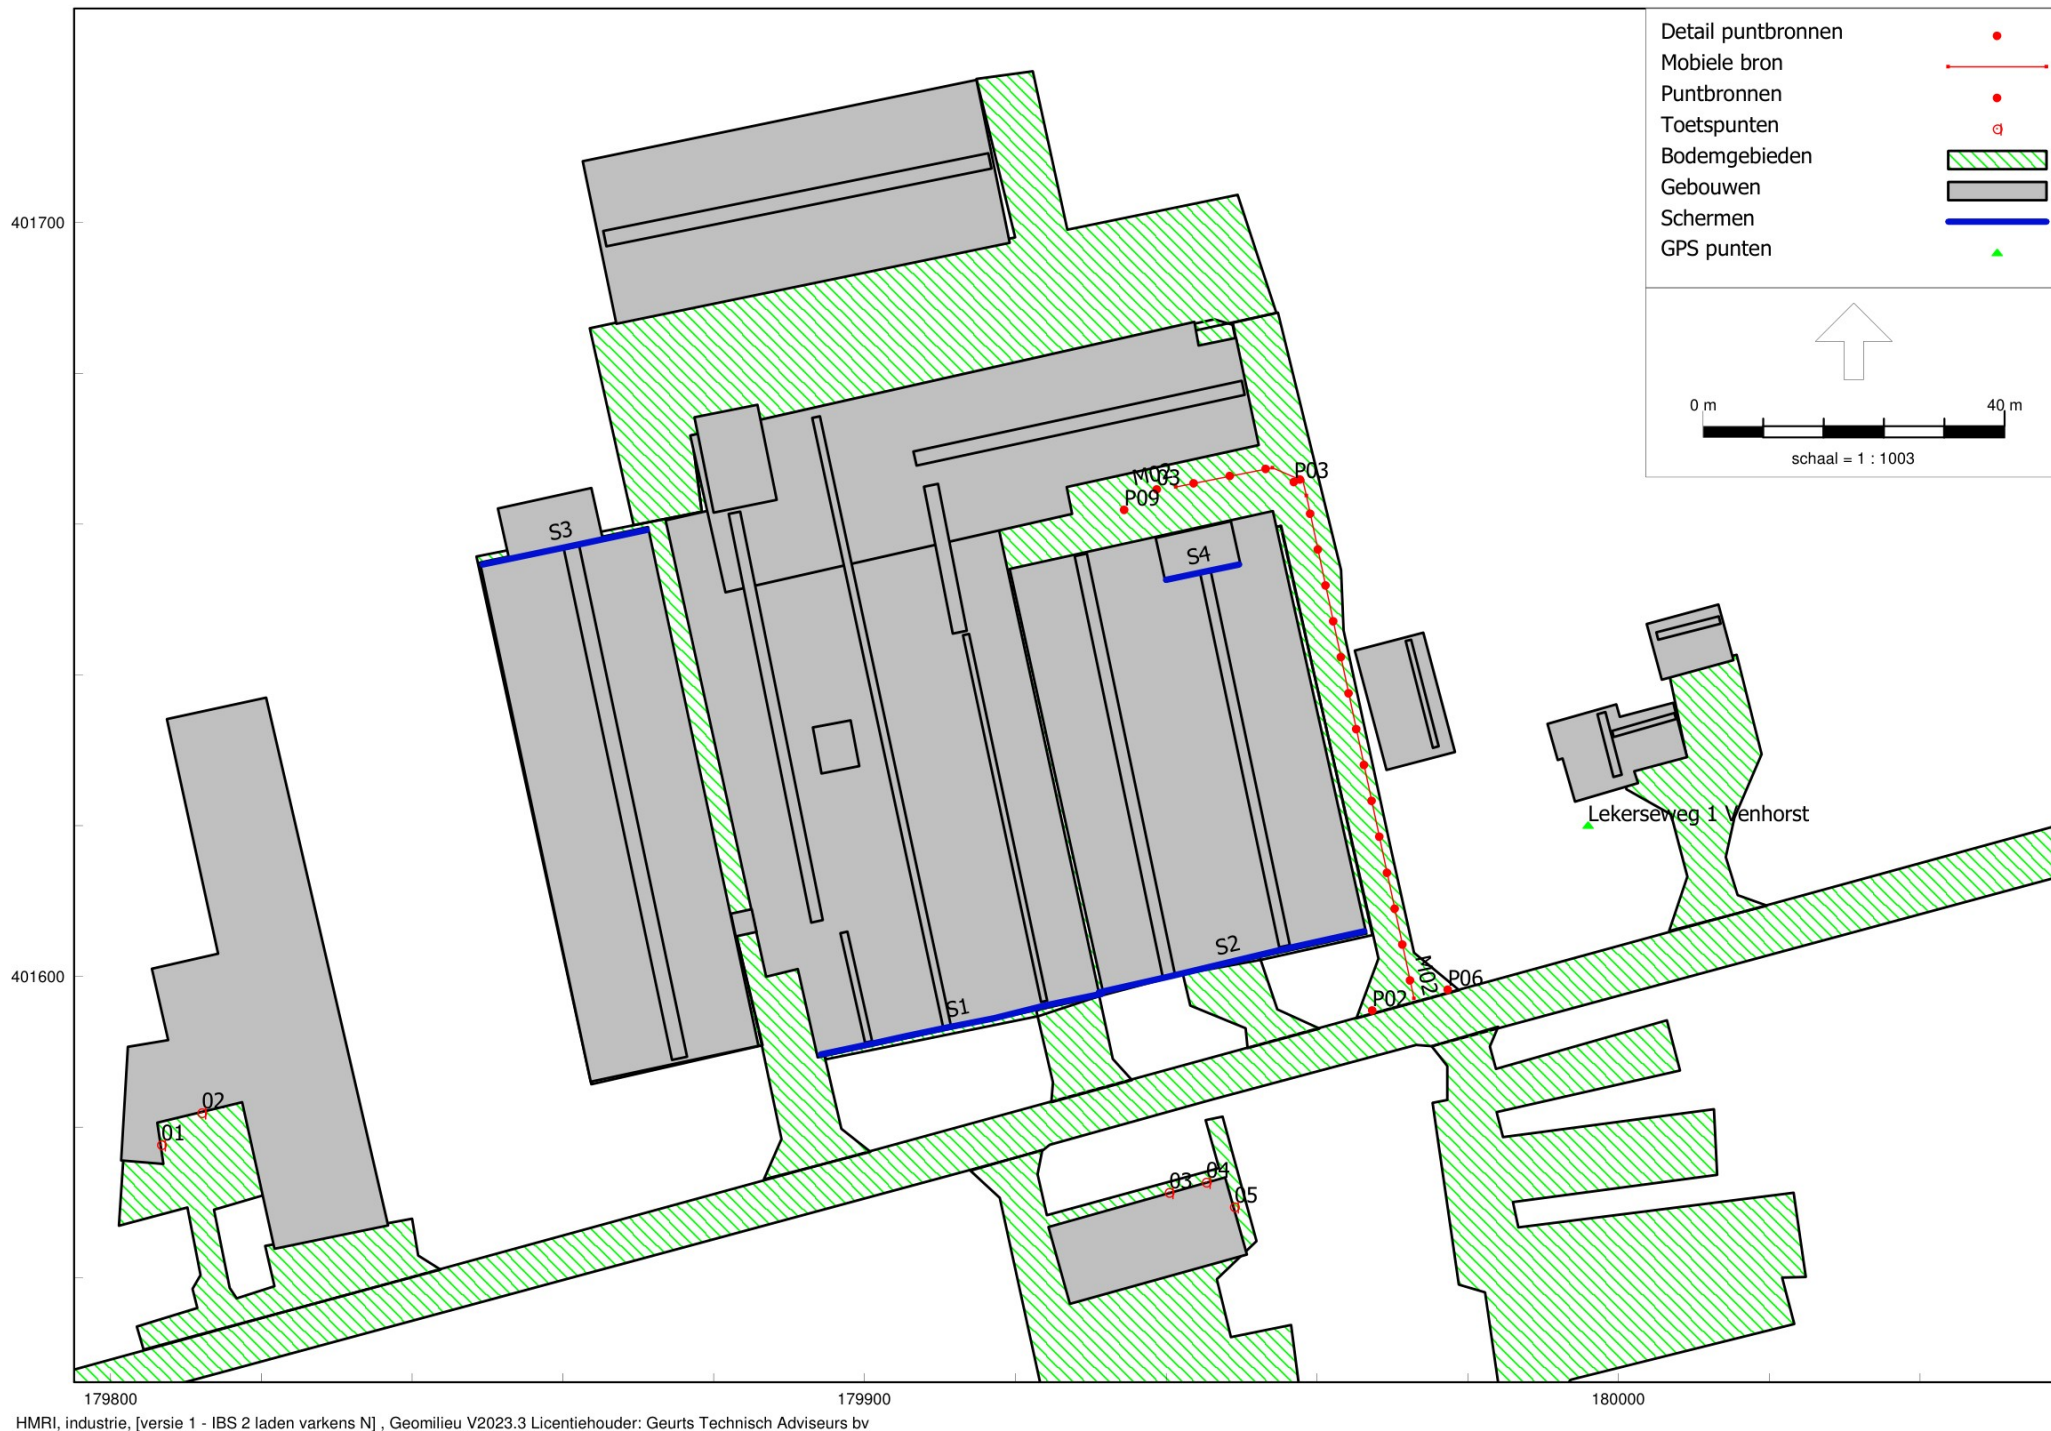 Detail puntbronnen
Mobiele bron
Puntbronnen
Toetspunten
Bodemgebieden
Gebouwen
Schermen
GPS punten
0 m 40 m
schaal = 1 : 1003
401700
401600
M02
03
P03
P09
S3
S4
S2
S1
Lekerseweg 1 Venhorst
M02
P06
P02
02
01
03
04
05
179800 179900 180000
HMRI, industrie, [versie 1 - IBS 2 laden varkens N] , Geomilieu V2023.3 Licentiehouder: Geurts Technisch Adviseurs bv